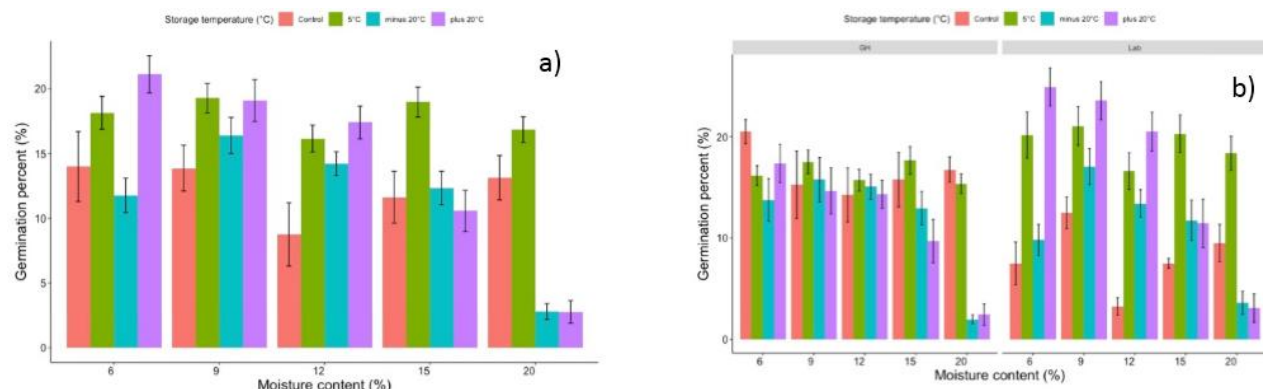 Storage temperature (°C) Control 5°C minus 20°C plus 20°C
a)
20
15
10
5
0
Germination percent (%)
6 9 12 15 20
Moisture content (%)
Storage temperature (°C) Control 5°C minus 20°C plus 20°C
GH Lab
b)
20
10
0
Germination percent (%)
6 9 12 15 20 6 9 12 15 20
Moisture content (%)